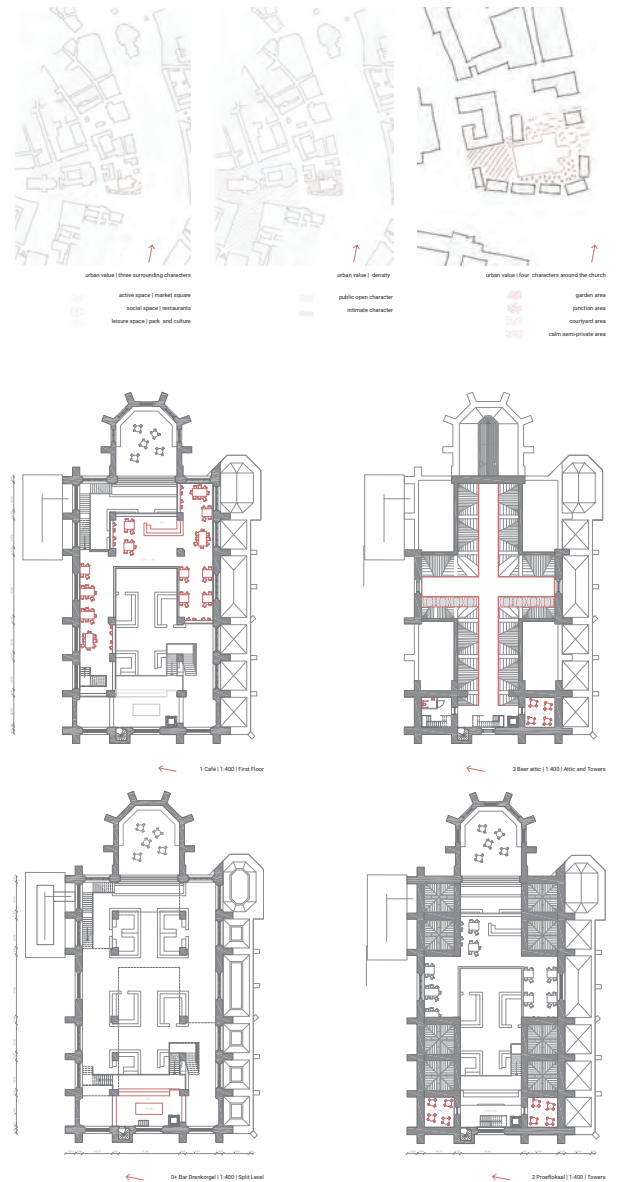 urban value | three surrounding characters
active space | market square
social space | restaurants
leisure space | park and culture
urban value | density
public open character
intimate character
urban value | four characters around the church
garden area
junction area
courtyard area
calm semi-private area
1 Café | 1:400 | First Floor
3 Beer attic | 1:400 | Attic and Towers
0+ Bar Drankorgel | 1:400 | Split Level
2 Proeflokaal | 1:400 | Towers